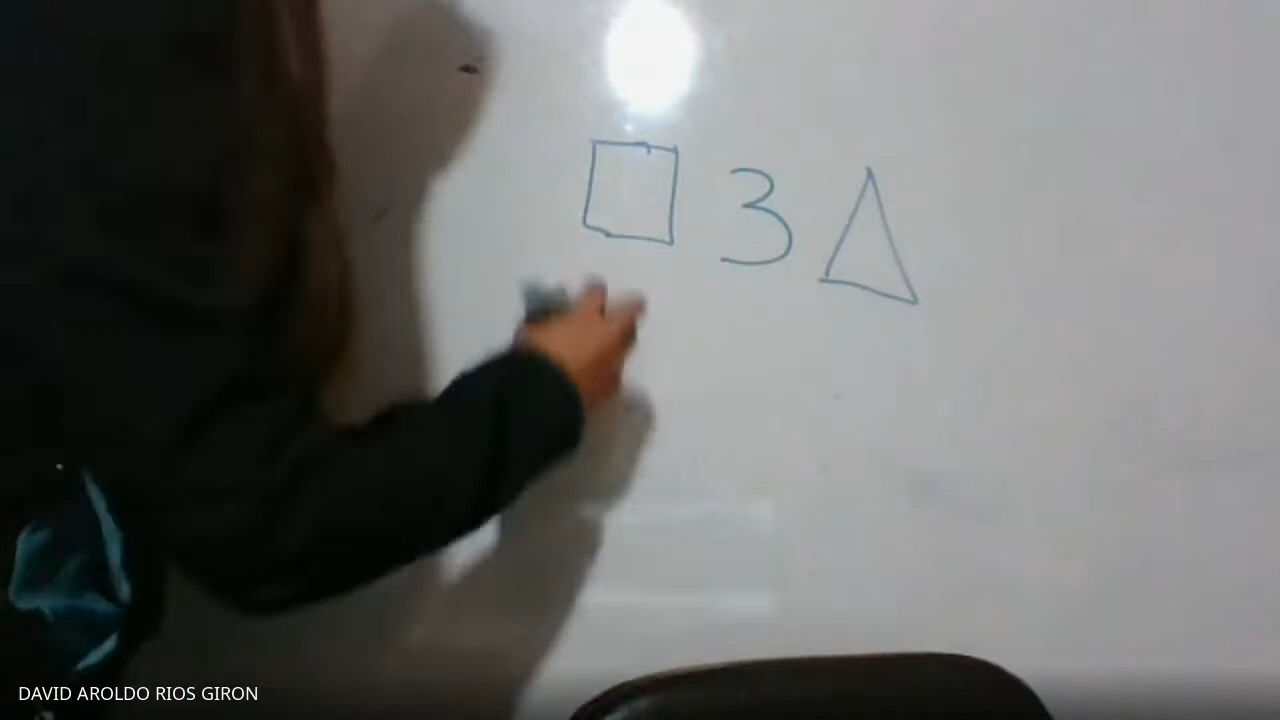 □ 3 △
DAVID AROLDO RIOS GIRON